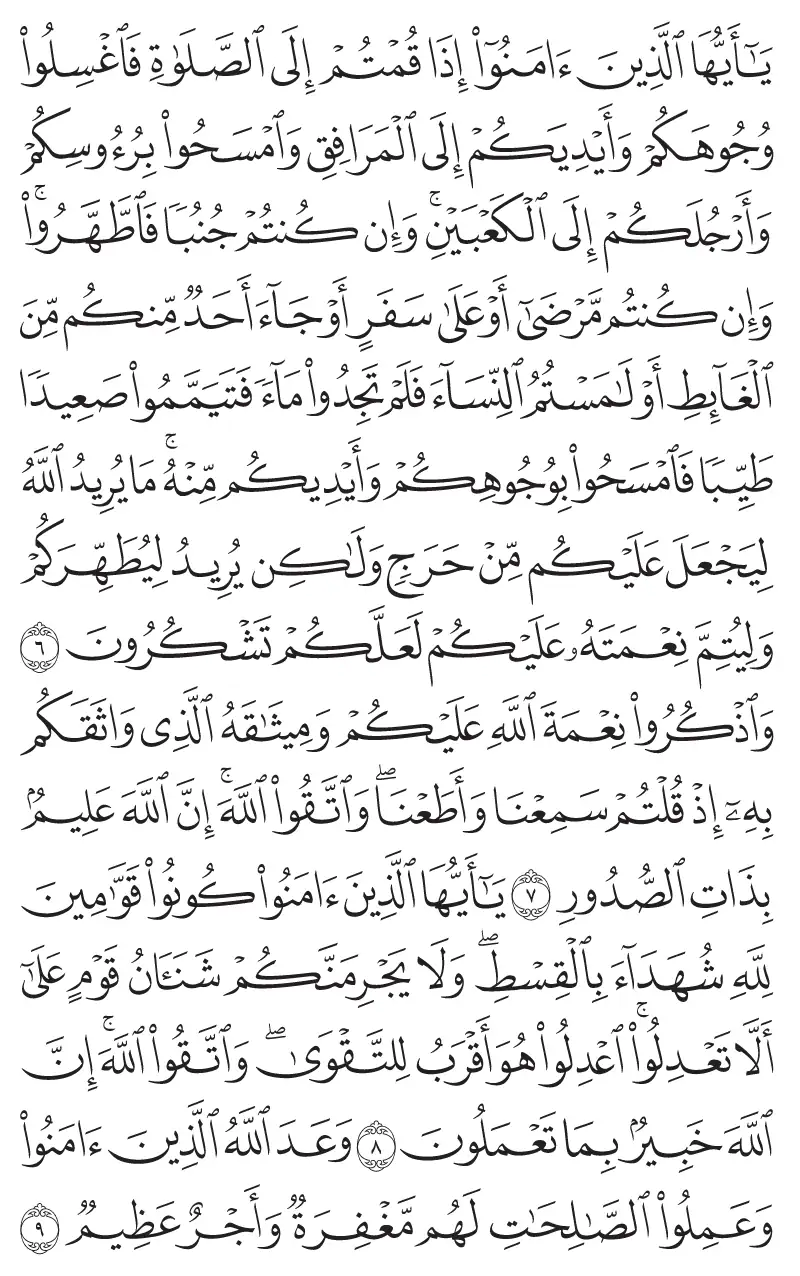 يَـٰٓأَيُّهَا ٱلَّذِينَ ءَامَنُوٓا۟ إِذَا قُمْتُمْ إِلَى ٱلصَّلَوٰةِ فَٱغْسِلُوا۟
وُجُوهَكُمْ وَأَيْدِيَكُمْ إِلَى ٱلْمَرَافِقِ وَٱمْسَحُوا۟ بِرُءُوسِكُمْ
وَأَرْجُلَكُمْ إِلَى ٱلْكَعْبَيْنِ ۚ وَإِن كُنتُمْ جُنُبًا فَٱطَّهَّرُوا۟ ۚ
وَإِن كُنتُم مَّرْضَىٰٓ أَوْ عَلَىٰ سَفَرٍ أَوْ جَآءَ أَحَدٌ مِّنكُم مِّنَ
ٱلْغَآئِطِ أَوْ لَـٰمَسْتُمُ ٱلنِّسَآءَ فَلَمْ تَجِدُوا۟ مَآءً فَتَيَمَّمُوا۟ صَعِيدًا
طَيِّبًا فَٱمْسَحُوا۟ بِوُجُوهِكُمْ وَأَيْدِيكُم مِّنْهُ ۚ مَا يُرِيدُ ٱللَّهُ
لِيَجْعَلَ عَلَيْكُم مِّنْ حَرَجٍ وَلَـٰكِن يُرِيدُ لِيُطَهِّرَكُمْ
وَلِيُتِمَّ نِعْمَتَهُۥ عَلَيْكُمْ لَعَلَّكُمْ تَشْكُرُونَ ٦
وَٱذْكُرُوا۟ نِعْمَةَ ٱللَّهِ عَلَيْكُمْ وَمِيثَـٰقَهُ ٱلَّذِى وَاثَقَكُم
بِهِۦٓ إِذْ قُلْتُمْ سَمِعْنَا وَأَطَعْنَا ۖ وَٱتَّقُوا۟ ٱللَّهَ ۚ إِنَّ ٱللَّهَ عَلِيمٌۢ
بِذَاتِ ٱلصُّدُورِ ٧ يَـٰٓأَيُّهَا ٱلَّذِينَ ءَامَنُوا۟ كُونُوا۟ قَوَّٰمِينَ
لِلَّهِ شُهَدَآءَ بِٱلْقِسْطِ ۖ وَلَا يَجْرِمَنَّكُمْ شَنَـَٔانُ قَوْمٍ عَلَىٰٓ
أَلَّا تَعْدِلُوا۟ ۚ ٱعْدِلُوا۟ هُوَ أَقْرَبُ لِلتَّقْوَىٰ ۖ وَٱتَّقُوا۟ ٱللَّهَ ۚ إِنَّ
ٱللَّهَ خَبِيرٌۢ بِمَا تَعْمَلُونَ ٨ وَعَدَ ٱللَّهُ ٱلَّذِينَ ءَامَنُوا۟
وَعَمِلُوا۟ ٱلصَّـٰلِحَـٰتِ لَهُم مَّغْفِرَةٌ وَأَجْرٌ عَظِيمٌ ٩